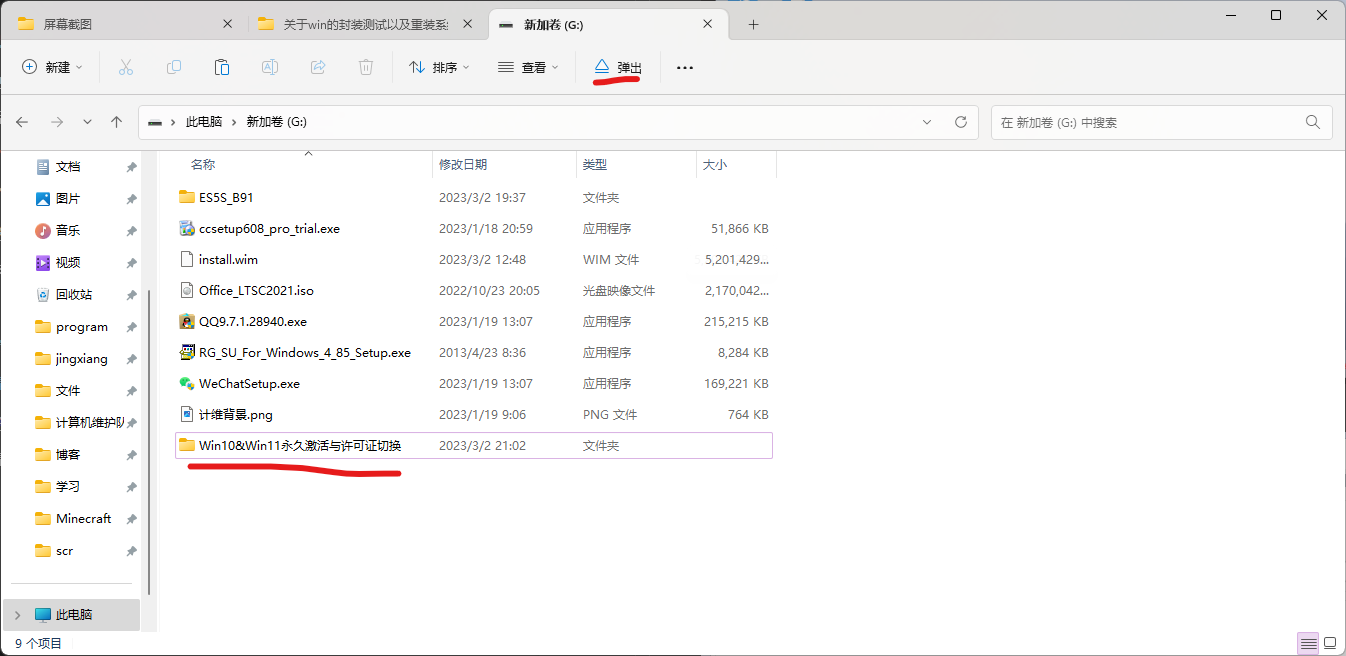 屏幕截图 关于win的封装测试以及重装系 新加卷 (G:)
新建 排序 查看 弹出
此电脑 新加卷 (G:) 在 新加卷 (G:) 中搜索
名称 修改日期 类型 大小
文档
图片
音乐
视频
回收站
program
jingxiang
文件
计算机维护队
博客
学习
Minecraft
scr
此电脑
ES5S_B91 2023/3/2 19:37 文件夹
ccsetup608_pro_trial.exe 2023/1/18 20:59 应用程序 51,866 KB
install.wim 2023/3/2 12:48 WIM 文件 5,201,429...
Office_LTSC2021.iso 2022/10/23 20:05 光盘映像文件 2,170,042...
QQ9.7.1.28940.exe 2023/1/19 13:07 应用程序 215,215 KB
RG_SU_For_Windows_4_85_Setup.exe 2013/4/23 8:36 应用程序 8,284 KB
WeChatSetup.exe 2023/1/19 13:07 应用程序 169,221 KB
计维背景.png 2023/1/19 9:06 PNG 文件 764 KB
Win10&Win11永久激活与许可证切换 2023/3/2 21:02 文件夹
9 个项目